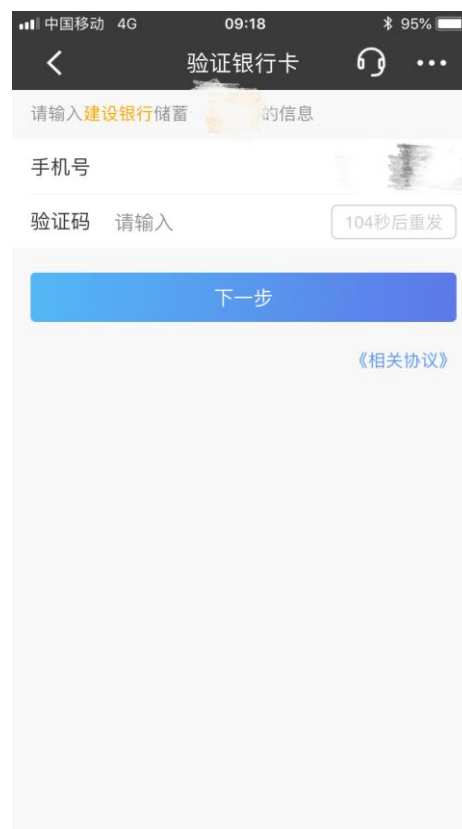 中国移动 4G 09:18 95%
验证银行卡
请输入建设银行储蓄 的信息
手机号
验证码 请输入 104秒后重发
下一步
《相关协议》